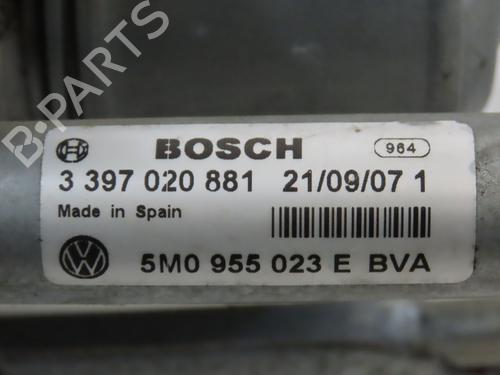 B-PARTS
BOSCH 964
3 397 020 881 21/09/07 1
Made in Spain
5M0 955 023 E BVA